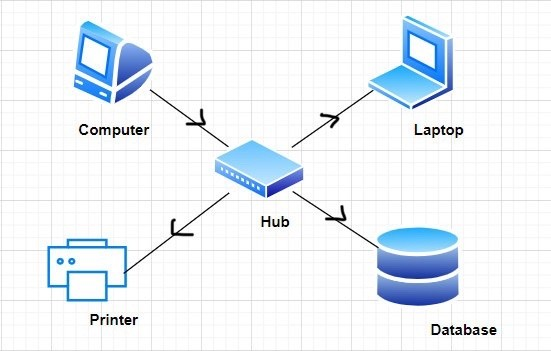 Computer
Laptop
Hub
Printer
Database